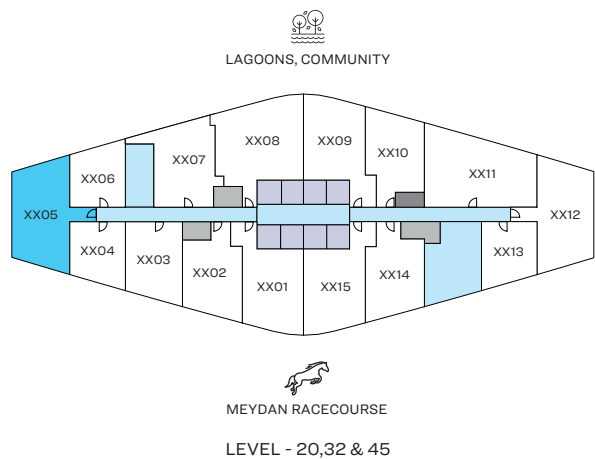 LAGOONS, COMMUNITY
XX08
XX09
XX07
XX10
XX06
XX11
XX05
XX12
XX04
XX03
XX02
XX01
XX15
XX14
XX13
MEYDAN RACECOURSE
LEVEL - 20,32 & 45